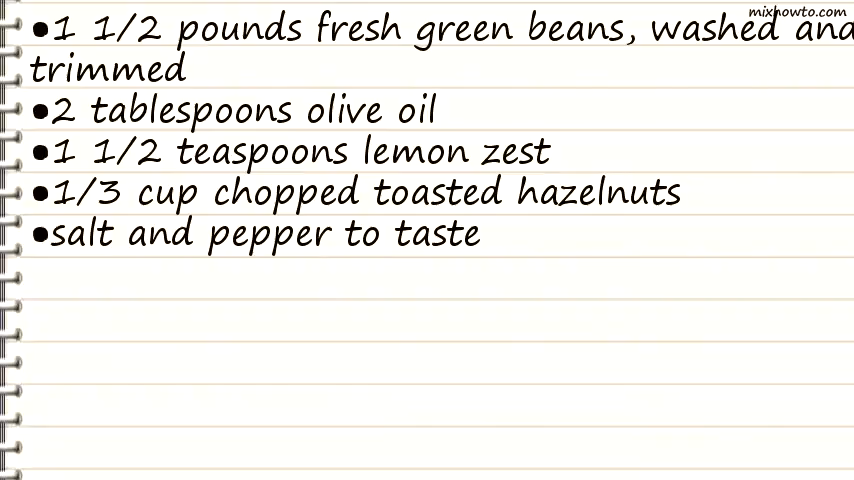 mixhowto.com
•1 1/2 pounds fresh green beans, washed and
trimmed
•2 tablespoons olive oil
•1 1/2 teaspoons lemon zest
•1/3 cup chopped toasted hazelnuts
•salt and pepper to taste